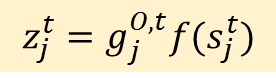 $z_j^t = g_j^{O,t} f(s_j^t)$